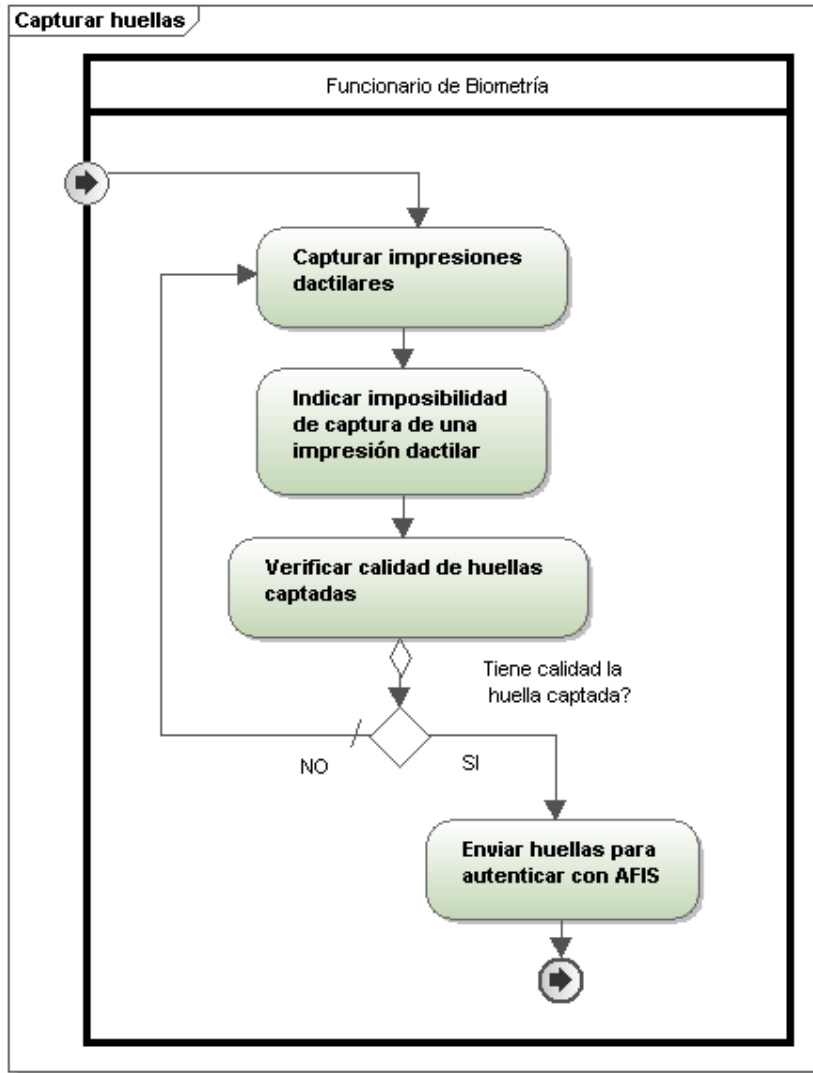 Capturar huellas
Funcionario de Biometría
Capturar impresiones
dactilares
Indicar imposibilidad
de captura de una
impresión dactilar
Verificar calidad de huellas
captadas
Tiene calidad la
huella captada?
NO
SI
Enviar huellas para
autenticar con AFIS